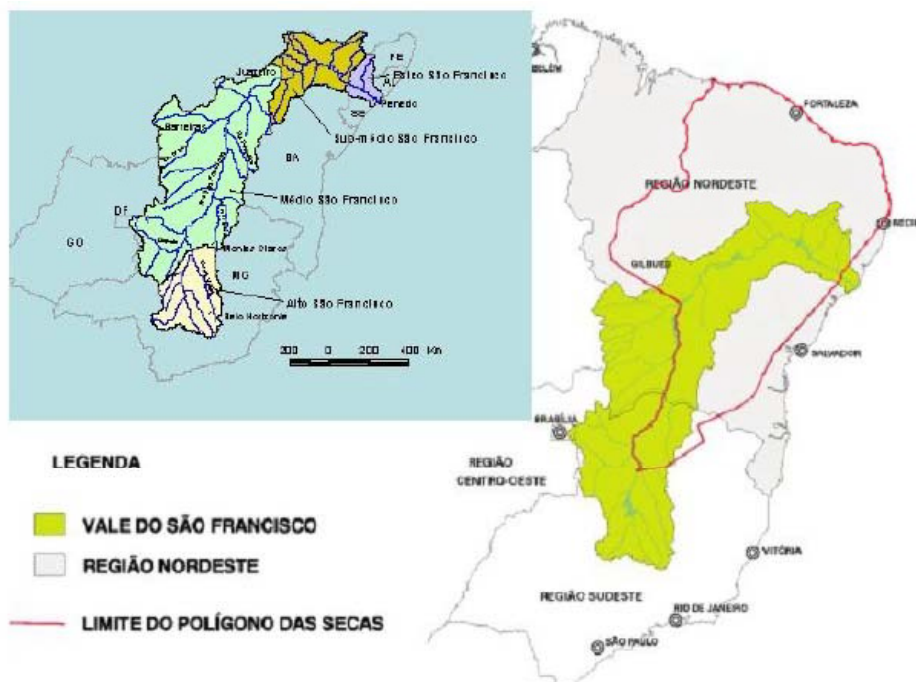 PE
Juazeiro
AL
Baixo São Francisco
Penedo
SE
Barreiras
Sub-médio São Francisco
BA
Médio São Francisco
DF
GO
Montes Claros
MG
Alto São Francisco
Belo Horizonte
200 0 200 400 Km
BELÉM
FORTALEZA
REGIÃO NORDESTE
RECIF
GILBUÉS
SALVADOR
BRASÍLIA
REGIÃO
CENTRO-OESTE
VITÓRIA
REGIÃO SUDESTE
RIO DE JANEIRO
SÃO PAULO
LEGENDA
VALE DO SÃO FRANCISCO
REGIÃO NORDESTE
LIMITE DO POLÍGONO DAS SECAS